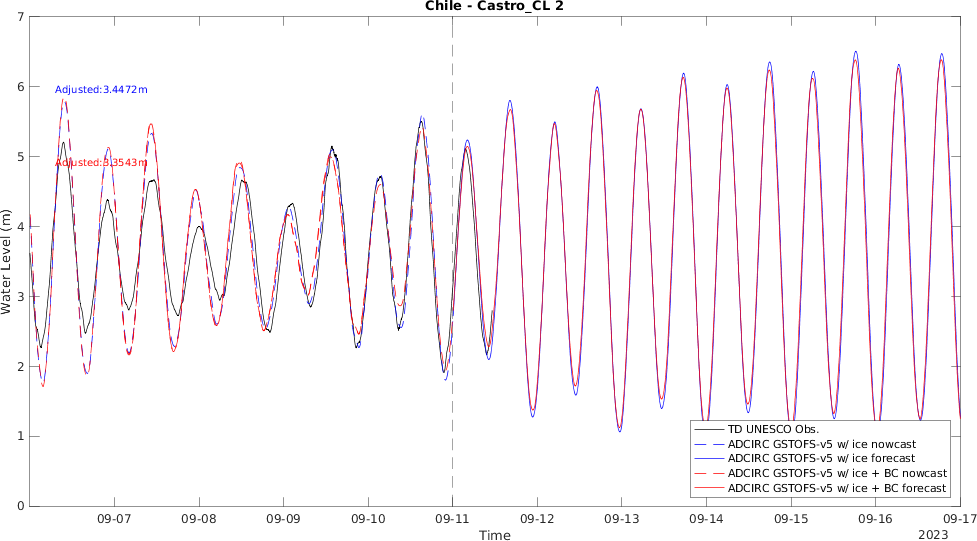 Chile - Castro_CL 2
Water Level (m)
7
6
5
4
3
2
1
0
Adjusted:3.4472m
Adjusted:3.3543m
TD UNESCO Obs.
ADCIRC GSTOFS-v5 w/ ice nowcast
ADCIRC GSTOFS-v5 w/ ice forecast
ADCIRC GSTOFS-v5 w/ ice + BC nowcast
ADCIRC GSTOFS-v5 w/ ice + BC forecast
09-07 09-08 09-09 09-10 09-11 09-12 09-13 09-14 09-15 09-16 09-17
Time
2023